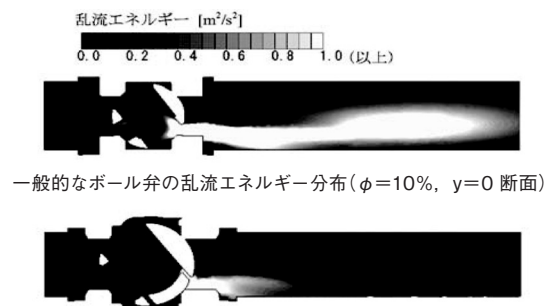 乱流エネルギー [m²/s²]
0.0 0.2 0.4 0.6 0.8 1.0 (以上)
一般的なボール弁の乱流エネルギー分布(φ=10%, y=0 断面)